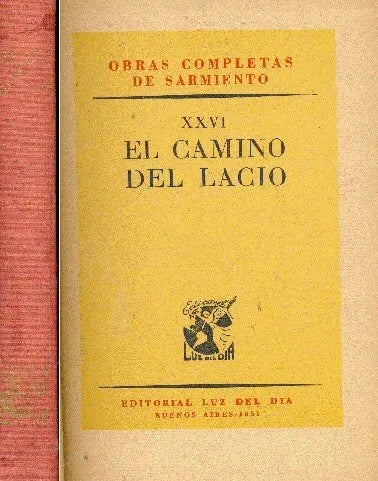 OBRAS COMPLETAS
DE SARMIENTO
XXVI
EL CAMINO
DEL LACIO
LUZ DEL DIA
EDITORIAL LUZ DEL DIA
BUENOS AIRES-1951